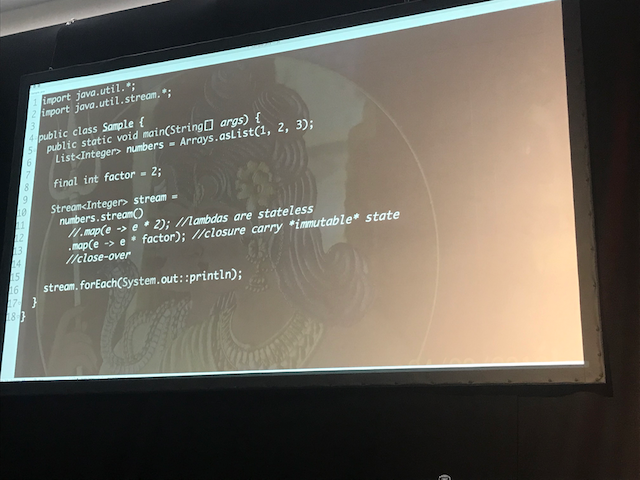 1 import java.util.*;
2 import java.util.stream.*;
3
4 public class Sample {
5 public static void main(String[] args) {
6 List<Integer> numbers = Arrays.asList(1, 2, 3);
7
8 final int factor = 2;
9
10 Stream<Integer> stream =
11 numbers.stream()
12 //.map(e -> e * 2); //lambdas are stateless
13 .map(e -> e * factor); //closure carry *immutable* state
14 //close-over
15
16 stream.forEach(System.out::println);
17 }
18 }